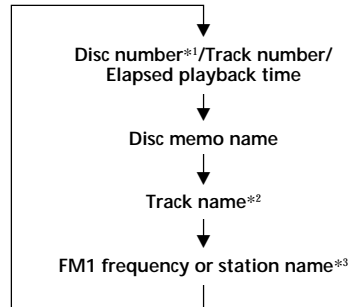 Disc number*1/Track number/
Elapsed playback time
Disc memo name
Track name*2
FM1 frequency or station name*3